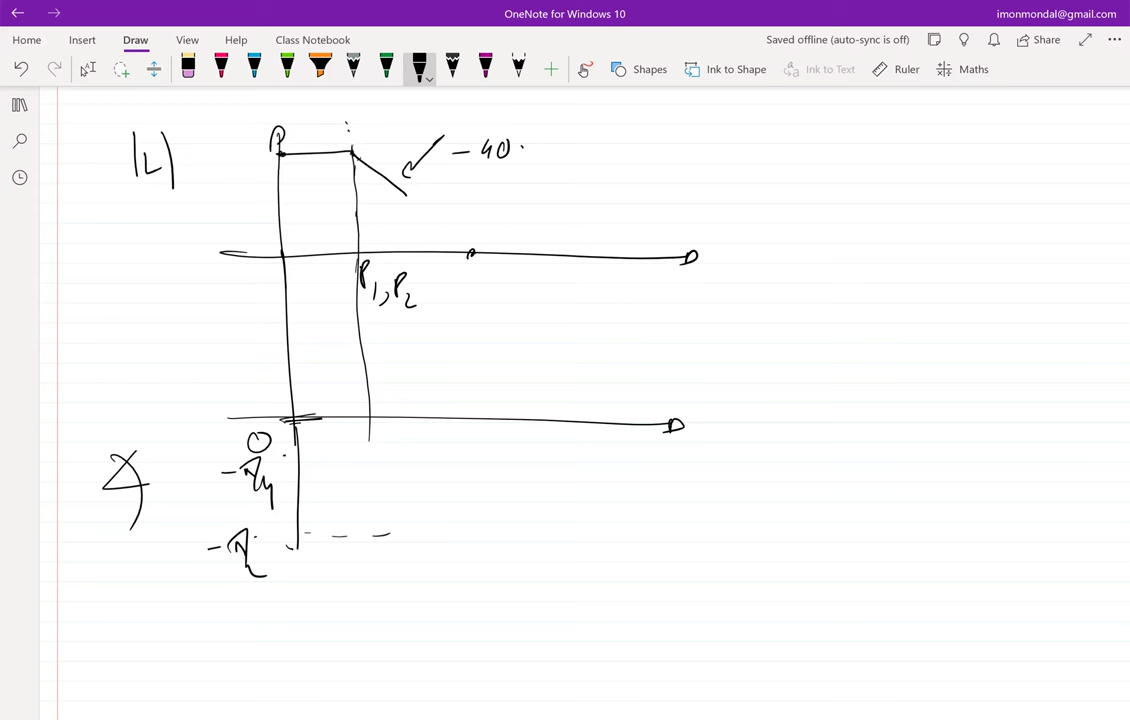 OneNote for Windows 10
imonmondal@gmail.com
Home Insert Draw View Help Class Notebook
Saved offline (auto-sync is off) Share
Shapes Ink to Shape Ink to Text Ruler Maths
|L|
- 40
P1, P2
0
-π/4
-π/2